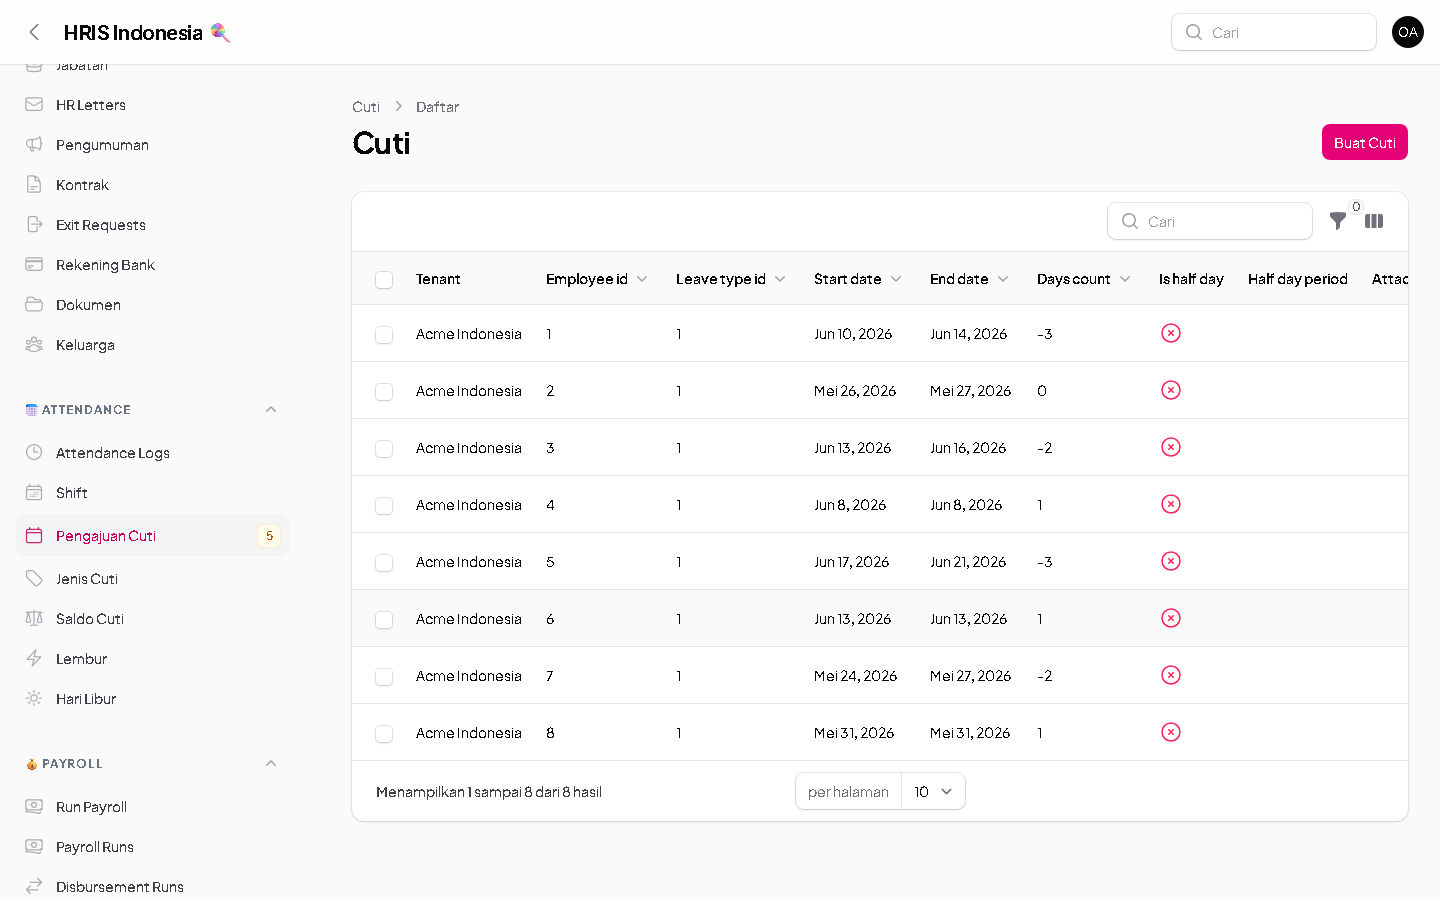 HRIS Indonesia
Cari
OA
Jabatan
HR Letters
Pengumuman
Kontrak
Exit Requests
Rekening Bank
Dokumen
Keluarga
ATTENDANCE
Attendance Logs
Shift
Pengajuan Cuti 5
Jenis Cuti
Saldo Cuti
Lembur
Hari Libur
PAYROLL
Run Payroll
Payroll Runs
Disbursement Runs
Cuti > Daftar
Cuti
Buat Cuti
Cari
0
Tenant Employee id Leave type id Start date End date Days count Is half day Half day period Attac
Acme Indonesia 1 1 Jun 10, 2026 Jun 14, 2026 -3
Acme Indonesia 2 1 Mei 26, 2026 Mei 27, 2026 0
Acme Indonesia 3 1 Jun 13, 2026 Jun 16, 2026 -2
Acme Indonesia 4 1 Jun 8, 2026 Jun 8, 2026 1
Acme Indonesia 5 1 Jun 17, 2026 Jun 21, 2026 -3
Acme Indonesia 6 1 Jun 13, 2026 Jun 13, 2026 1
Acme Indonesia 7 1 Mei 24, 2026 Mei 27, 2026 -2
Acme Indonesia 8 1 Mei 31, 2026 Mei 31, 2026 1
Menampilkan 1 sampai 8 dari 8 hasil
per halaman 10